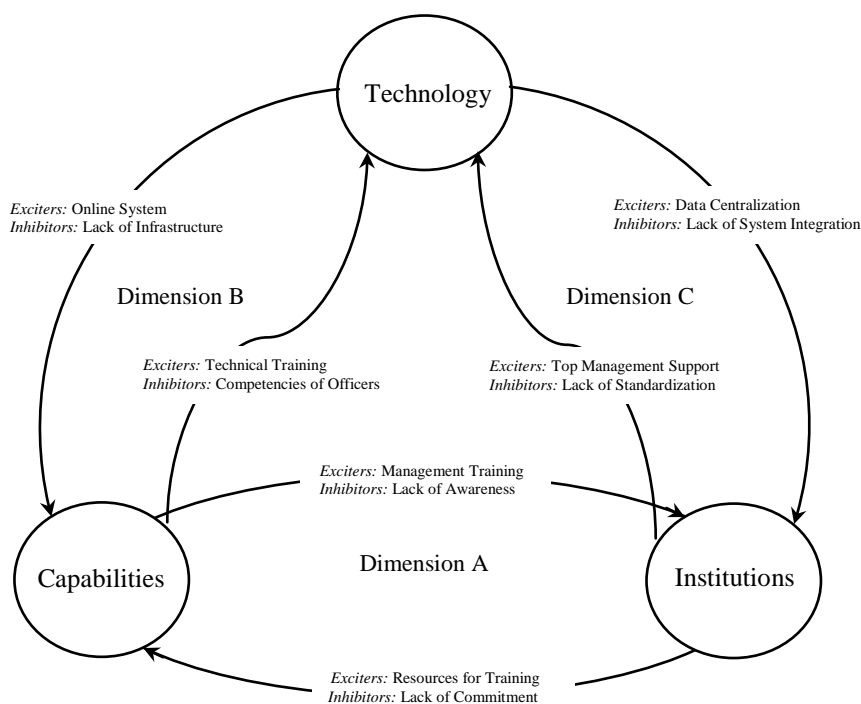 Technology
Exciters: Online System
Inhibitors: Lack of Infrastructure
Exciters: Data Centralization
Inhibitors: Lack of System Integration
Dimension B
Dimension C
Exciters: Technical Training
Inhibitors: Competencies of Officers
Exciters: Top Management Support
Inhibitors: Lack of Standardization
Exciters: Management Training
Inhibitors: Lack of Awareness
Capabilities
Dimension A
Institutions
Exciters: Resources for Training
Inhibitors: Lack of Commitment